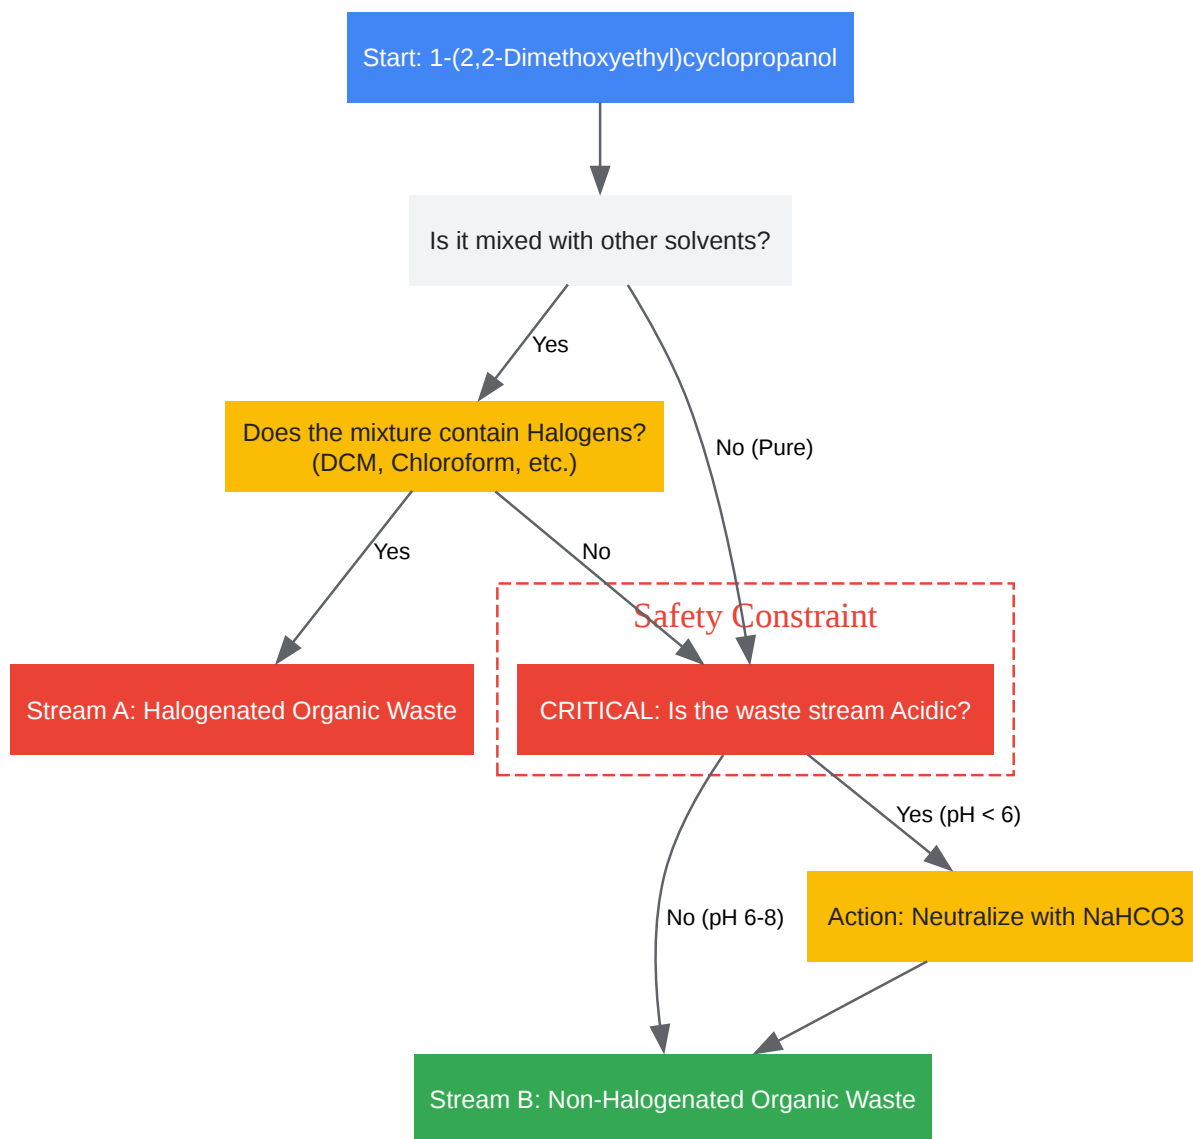 Start: 1-(2,2-Dimethoxyethyl)cyclopropanol
Is it mixed with other solvents?
Yes
No (Pure)
Does the mixture contain Halogens?
(DCM, Chloroform, etc.)
Yes
No
Safety Constraint
Stream A: Halogenated Organic Waste
CRITICAL: Is the waste stream Acidic?
Yes (pH < 6)
No (pH 6-8)
Action: Neutralize with NaHCO3
Stream B: Non-Halogenated Organic Waste